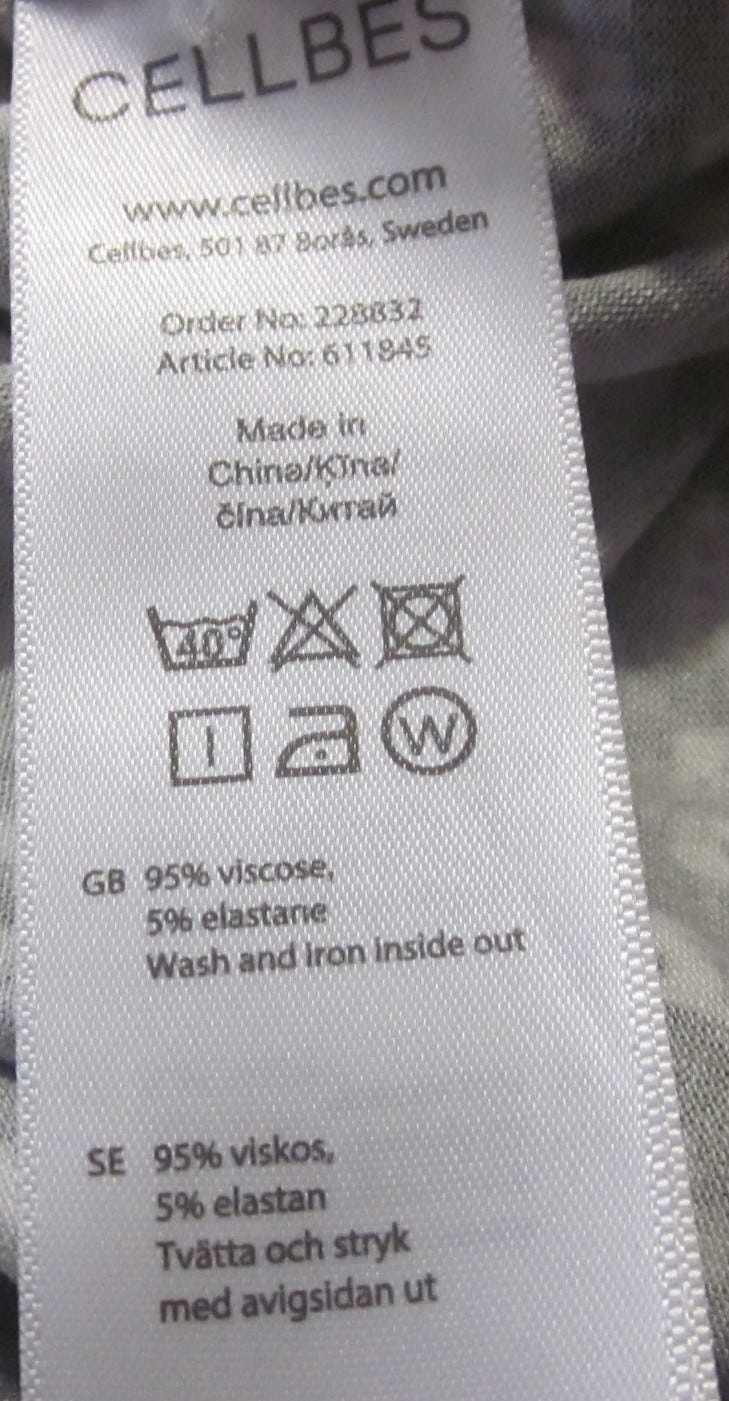 CELLBES
www.cellbes.com
Cellbes, 501 87 Borås, Sweden
Order No: 228832
Article No: 611845
Made in
China/Ķīna/
čína/Китай
40°
W
GB 95% viscose,
5% elastane
Wash and iron inside out
SE 95% viskos,
5% elastan
Tvätta och stryk
med avigsidan ut